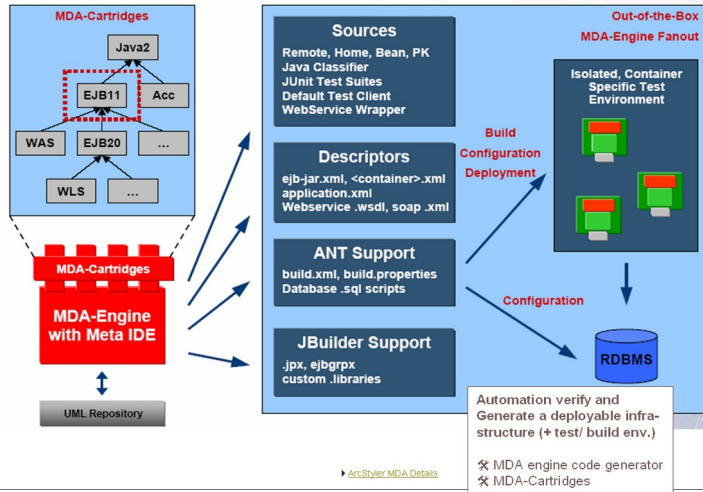 MDA-Cartridges
Java2
EJB11
Acc
WAS
EJB20
...
WLS
...
MDA-Cartridges
MDA-Engine
with Meta IDE
UML Repository
Sources
Remote, Home, Bean, PK
Java Classifier
JUnit Test Suites
Default Test Client
WebService Wrapper
Descriptors
ejb-jar.xml, <container>.xml
application.xml
Webservice .wsdl, soap .xml
ANT Support
build.xml, build.properties
Database .sql scripts
JBuilder Support
.jpx, ejbgrpx
custom .libraries
Out-of-the-Box
MDA-Engine Fanout
Isolated, Container
Specific Test
Environment
Build
Configuration
Deployment
Configuration
RDBMS
Automation verify and
Generate a deployable infra-
structure (+ test/ build env.)
MDA engine code generator
MDA-Cartridges
ArcStyler MDA Details